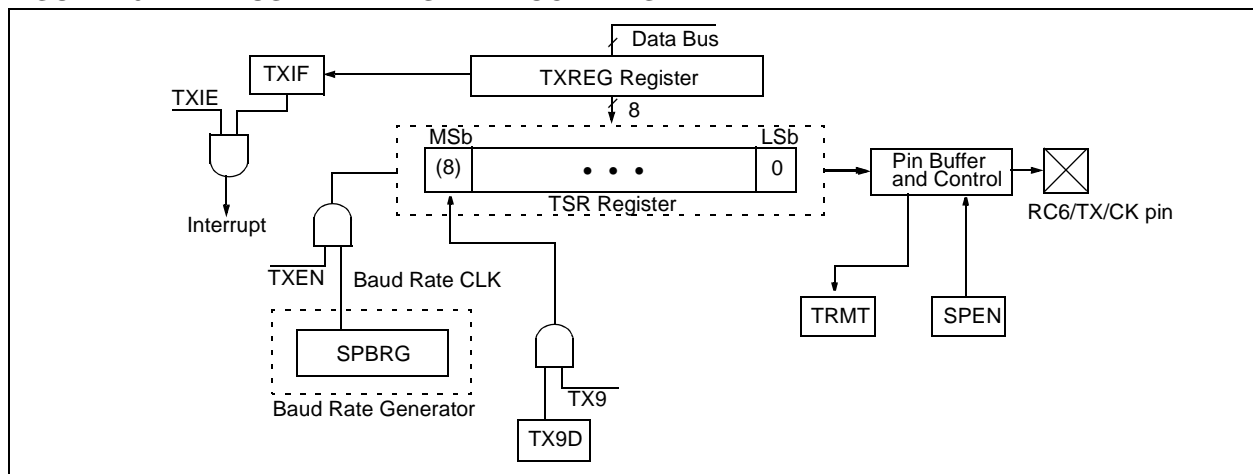 Data Bus
TXIF
TXREG Register
TXIE
8
MSb
LSb
(8)
• • •
0
Pin Buffer
and Control
TSR Register
RC6/TX/CK pin
Interrupt
TXEN
Baud Rate CLK
TRMT
SPEN
SPBRG
TX9
Baud Rate Generator
TX9D